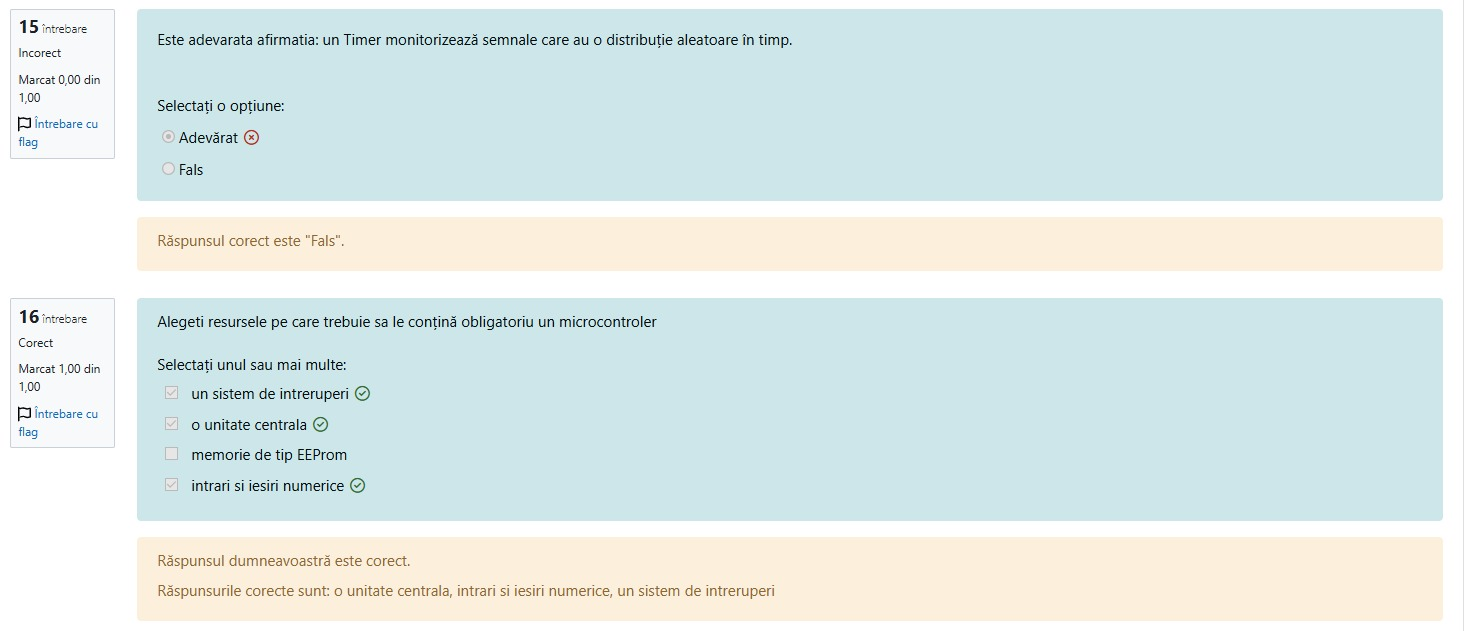 15 întrebare
Incorect
Marcat 0,00 din
1,00
Întrebare cu
flag
Este adevarata afirmatia: un Timer monitorizează semnale care au o distribuție aleatoare în timp.
Selectați o opțiune:
Adevărat
Fals
Răspunsul corect este "Fals".
16 întrebare
Corect
Marcat 1,00 din
1,00
Întrebare cu
flag
Alegeti resursele pe care trebuie sa le conțină obligatoriu un microcontroler
Selectați unul sau mai multe:
un sistem de intreruperi
o unitate centrala
memorie de tip EEProm
intrari si iesiri numerice
Răspunsul dumneavoastră este corect.
Răspunsurile corecte sunt: o unitate centrala, intrari si iesiri numerice, un sistem de intreruperi